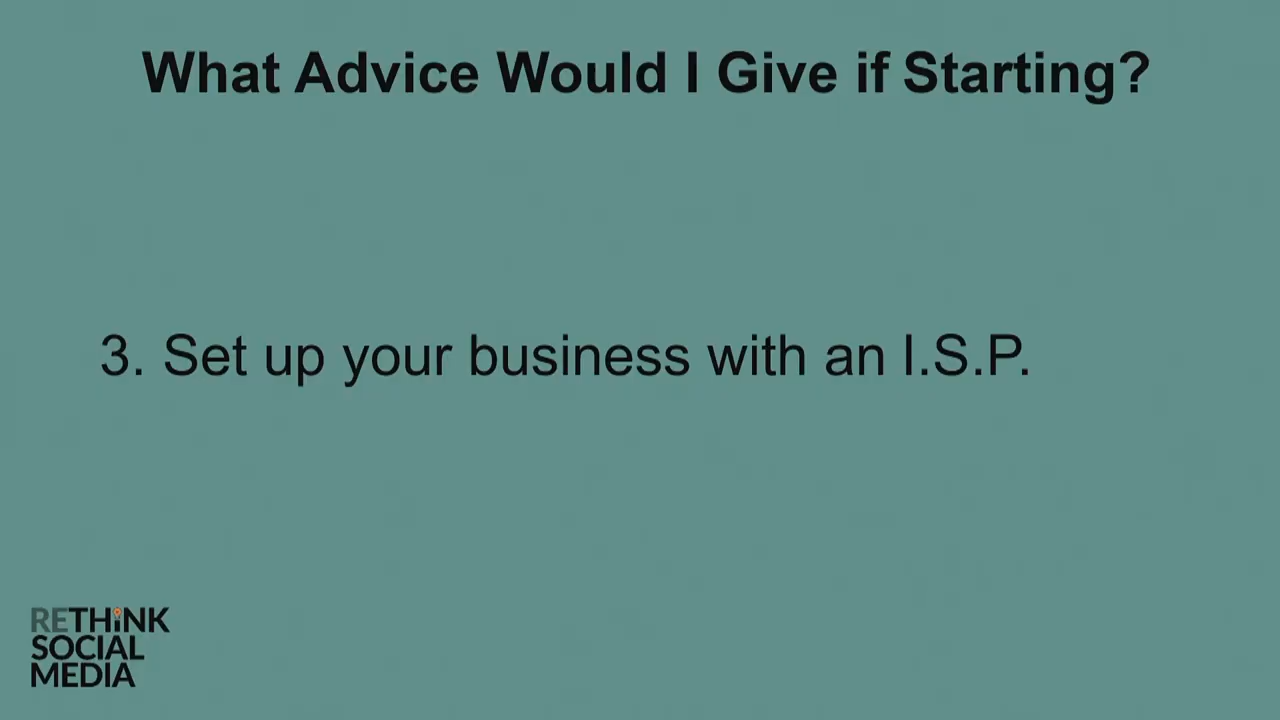 What Advice Would I Give if Starting?
3. Set up your business with an I.S.P.
RETHINK
SOCIAL
MEDIA